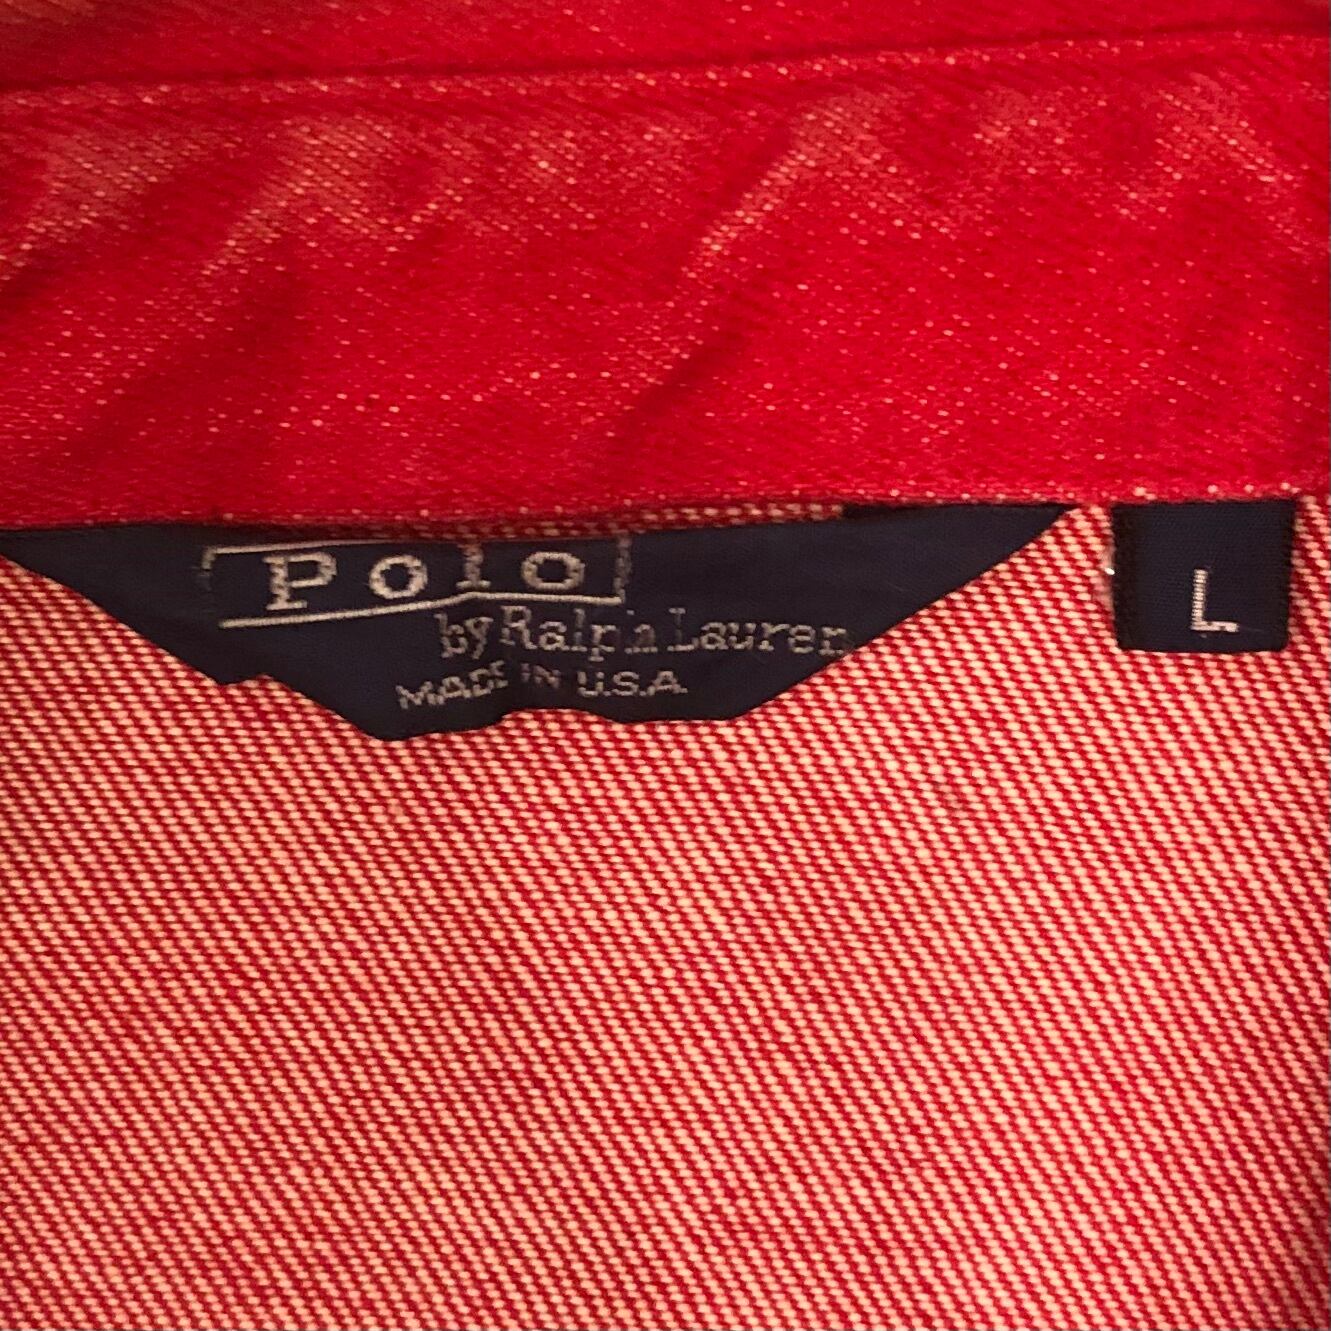 Polo
by Ralph Lauren
MADE IN U.S.A.
L